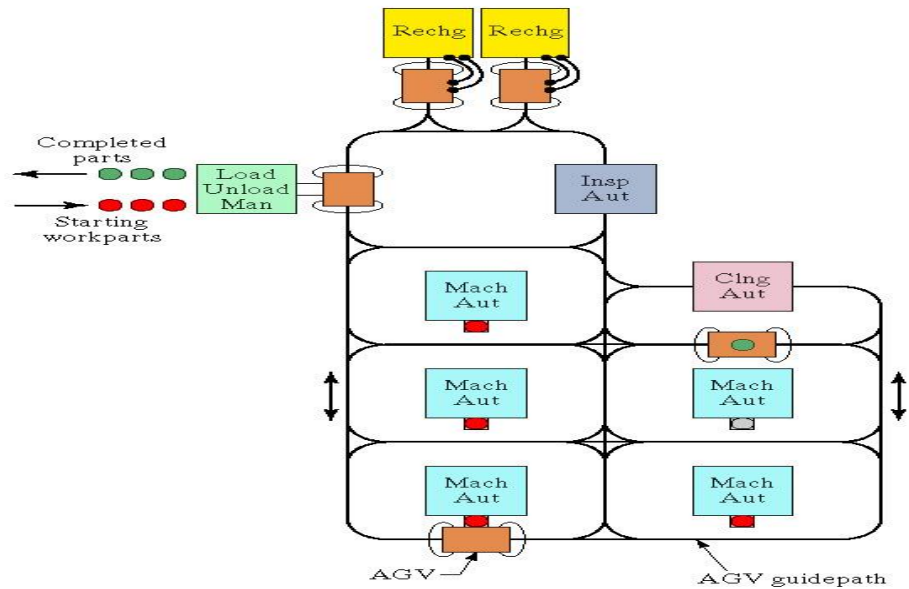 Rechg
Rechg
Completed
parts
Load
Unload
Man
Starting
workparts
Insp
Aut
Mach
Aut
Clng
Aut
Mach
Aut
Mach
Aut
Mach
Aut
Mach
Aut
AGV
AGV guidepath